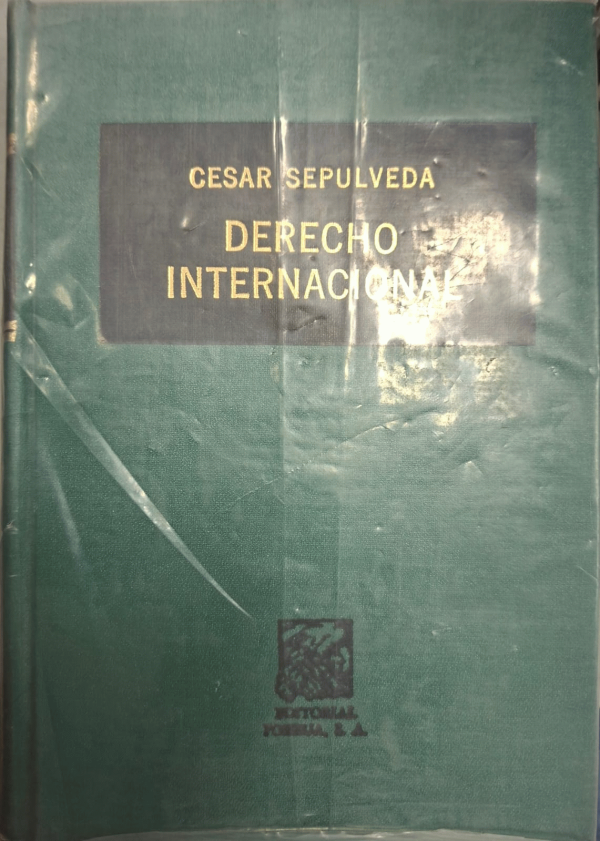 CESAR SEPULVEDA
DERECHO
INTERNACIONAL
EDITORIAL
PORRUA, S. A.